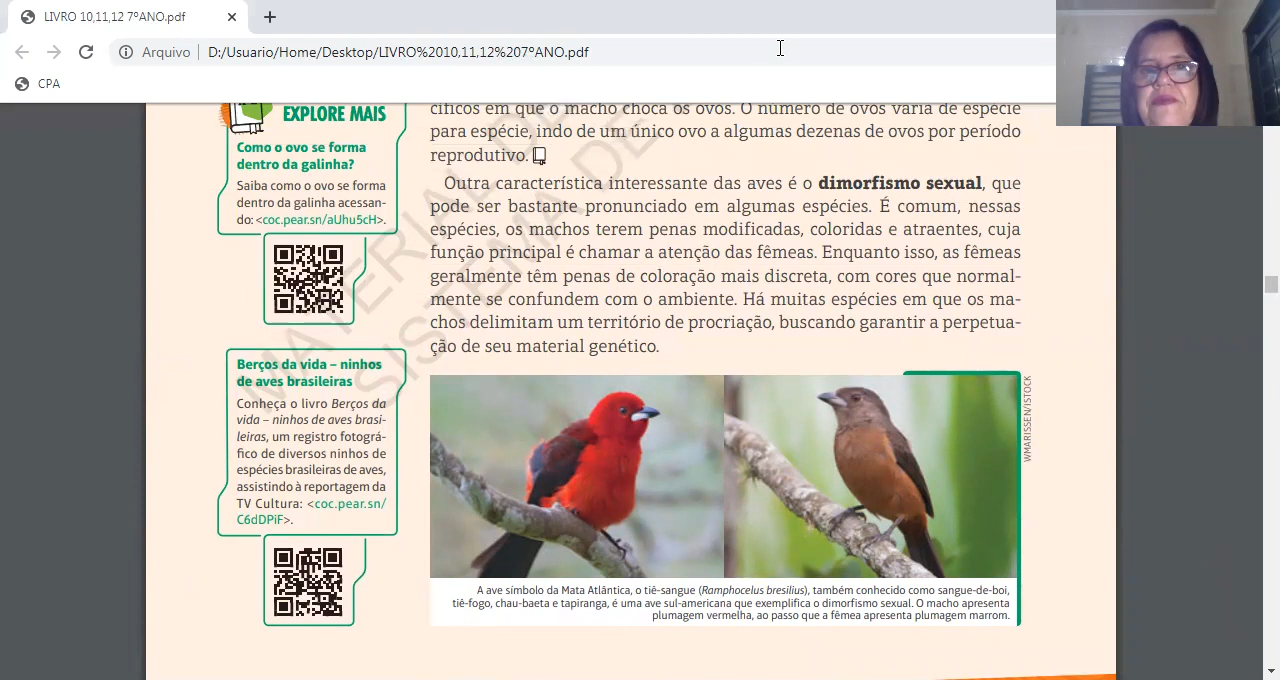 LIVRO 10,11,12 7ºANO.pdf
Arquivo
D:/Usuario/Home/Desktop/LIVRO%2010,11,12%207ºANO.pdf
CPA
EXPLORE MAIS
Como o ovo se forma
dentro da galinha?
Saiba como o ovo se forma
dentro da galinha acessan-
do: <coc.pear.sn/aUhu5cH>.
Berços da vida – ninhos
de aves brasileiras
Conheça o livro Berços da
vida – ninhos de aves brasi-
leiras, um registro fotográ-
fico de diversos ninhos de
espécies brasileiras de aves,
assistindo à reportagem da
TV Cultura: <coc.pear.sn/
C6dDPiF>.
cíficos em que o macho choca os ovos. O número de ovos varia de espécie
para espécie, indo de um único ovo a algumas dezenas de ovos por período
reprodutivo.
Outra característica interessante das aves é o dimorfismo sexual, que
pode ser bastante pronunciado em algumas espécies. É comum, nessas
espécies, os machos terem penas modificadas, coloridas e atraentes, cuja
função principal é chamar a atenção das fêmeas. Enquanto isso, as fêmeas
geralmente têm penas de coloração mais discreta, com cores que normal-
mente se confundem com o ambiente. Há muitas espécies em que os ma-
chos delimitam um território de procriação, buscando garantir a perpetua-
ção de seu material genético.
WMARISSEN/ISTOCK
A ave símbolo da Mata Atlântica, o tiê-sangue (Ramphocelus bresilius), também conhecido como sangue-de-boi,
tiê-fogo, chau-baeta e tapiranga, é uma ave sul-americana que exemplifica o dimorfismo sexual. O macho apresenta
plumagem vermelha, ao passo que a fêmea apresenta plumagem marrom.
MATERIAL DE
SISTEMA DE